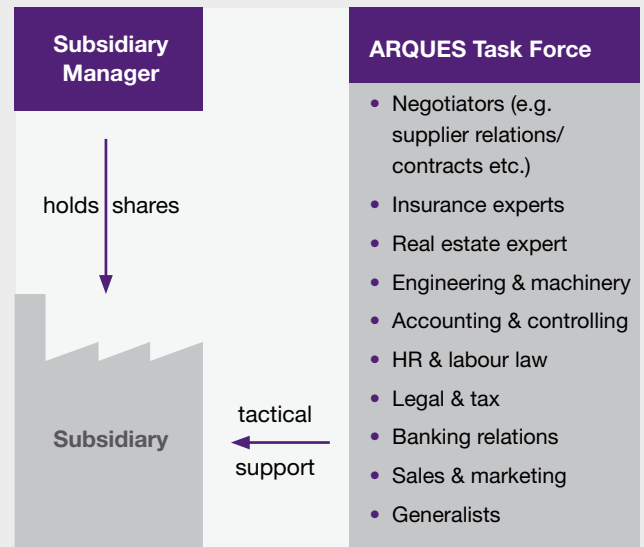 Subsidiary
Manager
holds shares
Subsidiary
tactical
support
ARQUES Task Force
• Negotiators (e.g.
supplier relations/
contracts etc.)
• Insurance experts
• Real estate expert
• Engineering & machinery
• Accounting & controlling
• HR & labour law
• Legal & tax
• Banking relations
• Sales & marketing
• Generalists